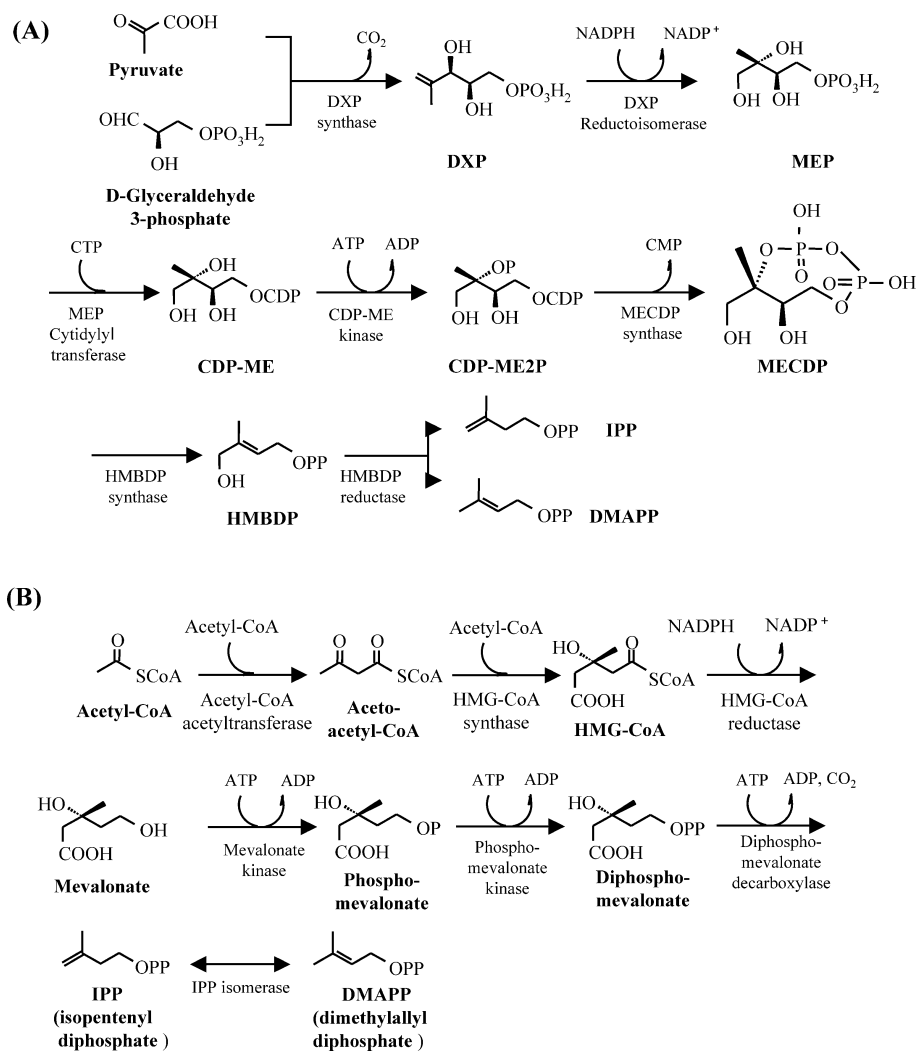 (A)
O COOH
Pyruvate
OHC OPO3H2
OH
D-Glyceraldehyde
3-phosphate
CO2
DXP
synthase
OH
OPO3H2
OH
DXP
NADPH NADP+
DXP
Reductoisomerase
OH
OPO3H2
OH OH
MEP
CTP
MEP
Cytidylyl
transferase
OH
OCDP
OH OH
CDP-ME
ATP ADP
CDP-ME
kinase
OP
OCDP
OH OH
CDP-ME2P
CMP
MECDP
synthase
OH
O P O
O O P OH
O
OH OH
MECDP
HMBDP
synthase
OPP
OH
HMBDP
HMBDP
reductase
OPP IPP
OPP DMAPP
(B)
O
SCoA
Acetyl-CoA
Acetyl-CoA
Acetyl-CoA
acetyltransferase
O O
SCoA
Aceto-
acetyl-CoA
Acetyl-CoA
HMG-CoA
synthase
HO O
COOH SCoA
HMG-CoA
NADPH NADP+
HMG-CoA
reductase
HO
OH
COOH
Mevalonate
ATP ADP
Mevalonate
kinase
HO
OP
COOH
Phospho-
mevalonate
ATP ADP
Phospho-
mevalonate
kinase
HO
OPP
COOH
Diphospho-
mevalonate
ATP ADP, CO2
Diphospho-
mevalonate
decarboxylase
OPP
IPP
(isopentenyl
diphosphate )
IPP isomerase
OPP
DMAPP
(dimethylallyl
diphosphate )